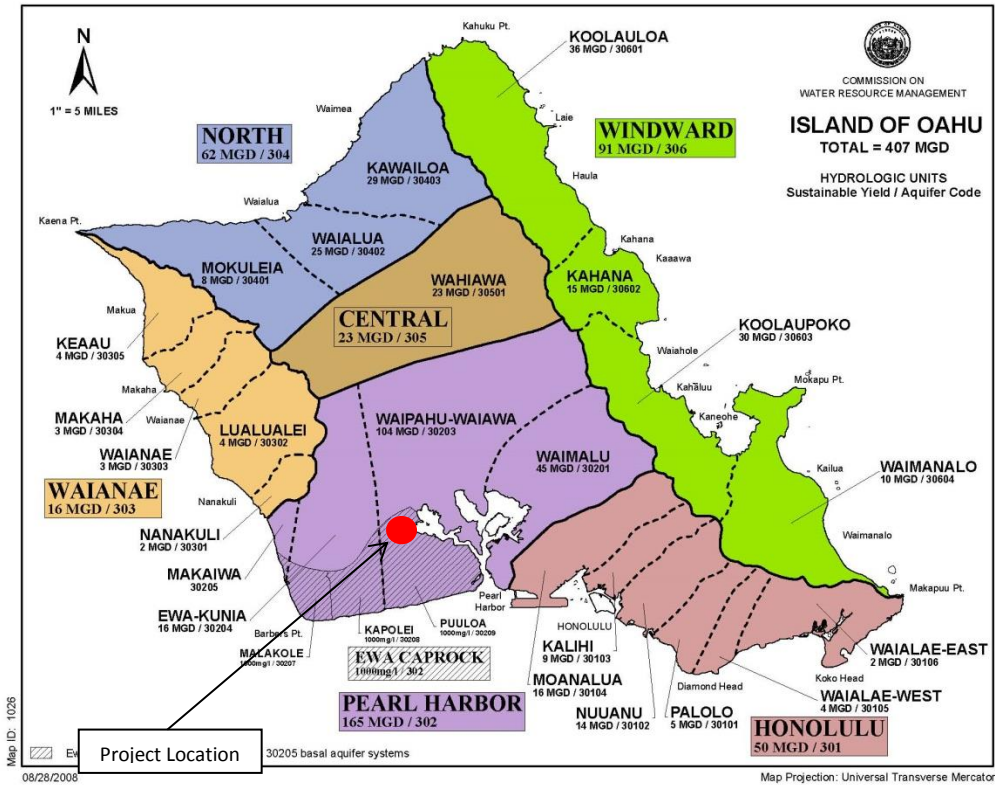 N
1" = 5 MILES
Kahuku Pt.
KOOLAULOA
36 MGD / 30601
COMMISSION ON
WATER RESOURCE MANAGEMENT
ISLAND OF OAHU
TOTAL = 407 MGD
HYDROLOGIC UNITS
Sustainable Yield / Aquifer Code
Waimea
Laie
NORTH
62 MGD / 304
WINDWARD
91 MGD / 306
KAWAILOA
29 MGD / 30403
Haula
Waialua
Kaena Pt.
WAIALUA
25 MGD / 30402
Kahana
Kaaawa
MOKULEIA
8 MGD / 30401
WAHIAWA
23 MGD / 30501
KAHANA
15 MGD / 30602
Makua
CENTRAL
23 MGD / 305
KOOLAUPOKO
30 MGD / 30603
KEAAU
4 MGD / 30305
Waiahole
Makaha
Kahaluu
Mokapu Pt.
MAKAHA
3 MGD / 30304
Waianae
Kaneohe
LUALUALEI
4 MGD / 30302
WAIPAHU-WAIAWA
104 MGD / 30203
WAIANAE
3 MGD / 30303
WAIMALU
45 MGD / 30201
Kailua
WAIMANALO
10 MGD / 30604
WAIANAE
16 MGD / 303
Nanakuli
NANAKULI
2 MGD / 30301
Waimanalo
MAKAIWA
30205
Makapuu Pt.
EWA-KUNIA
16 MGD / 30204
Pearl
Harbor
Barbers Pt.
KAPOLEI
1000mg/l / 30208
PUULOA
1000mg/l / 30209
HONOLULU
MALAKOLE
1000mg/l / 30207
KALIHI
9 MGD / 30103
WAIALAE-EAST
2 MGD / 30106
EWA CAPROCK
1000mg/l / 302
MOANALUA
16 MGD / 30104
Diamond Head
Koko Head
WAIALAE-WEST
4 MGD / 30105
PEARL HARBOR
165 MGD / 302
NUUANU
14 MGD / 30102
PALOLO
5 MGD / 30101
HONOLULU
50 MGD / 301
Map ID: 1026
Project Location
30205 basal aquifer systems
08/28/2008
Map Projection: Universal Transverse Mercator